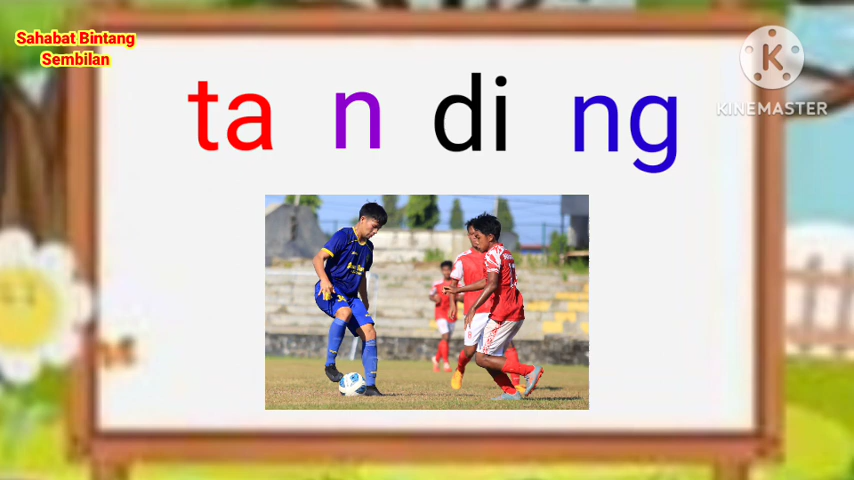 Sahabat Bintang
Sembilan
K
KINEMASTER
ta n di ng